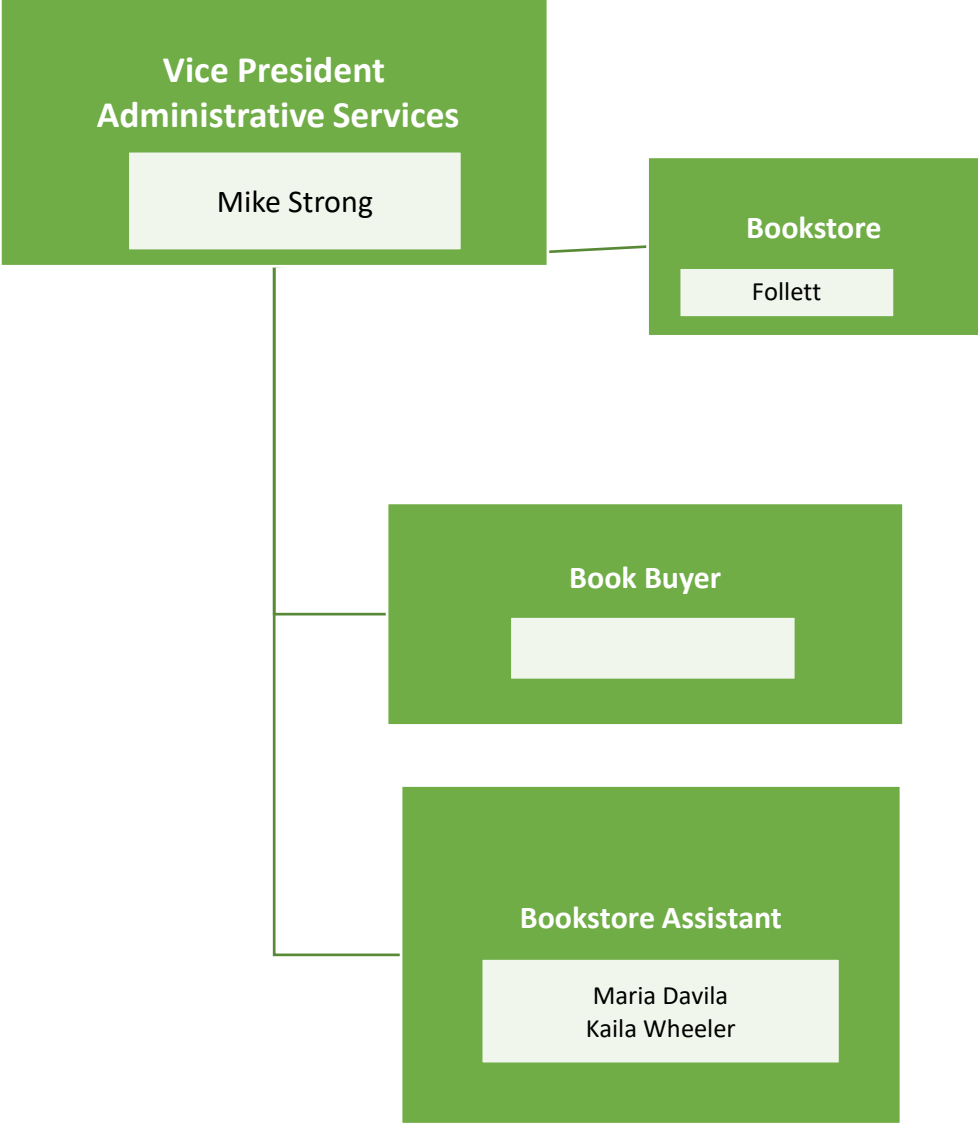 Vice President
Administrative Services
Mike Strong
Bookstore
Follett
Book Buyer
Bookstore Assistant
Maria Davila
Kaila Wheeler